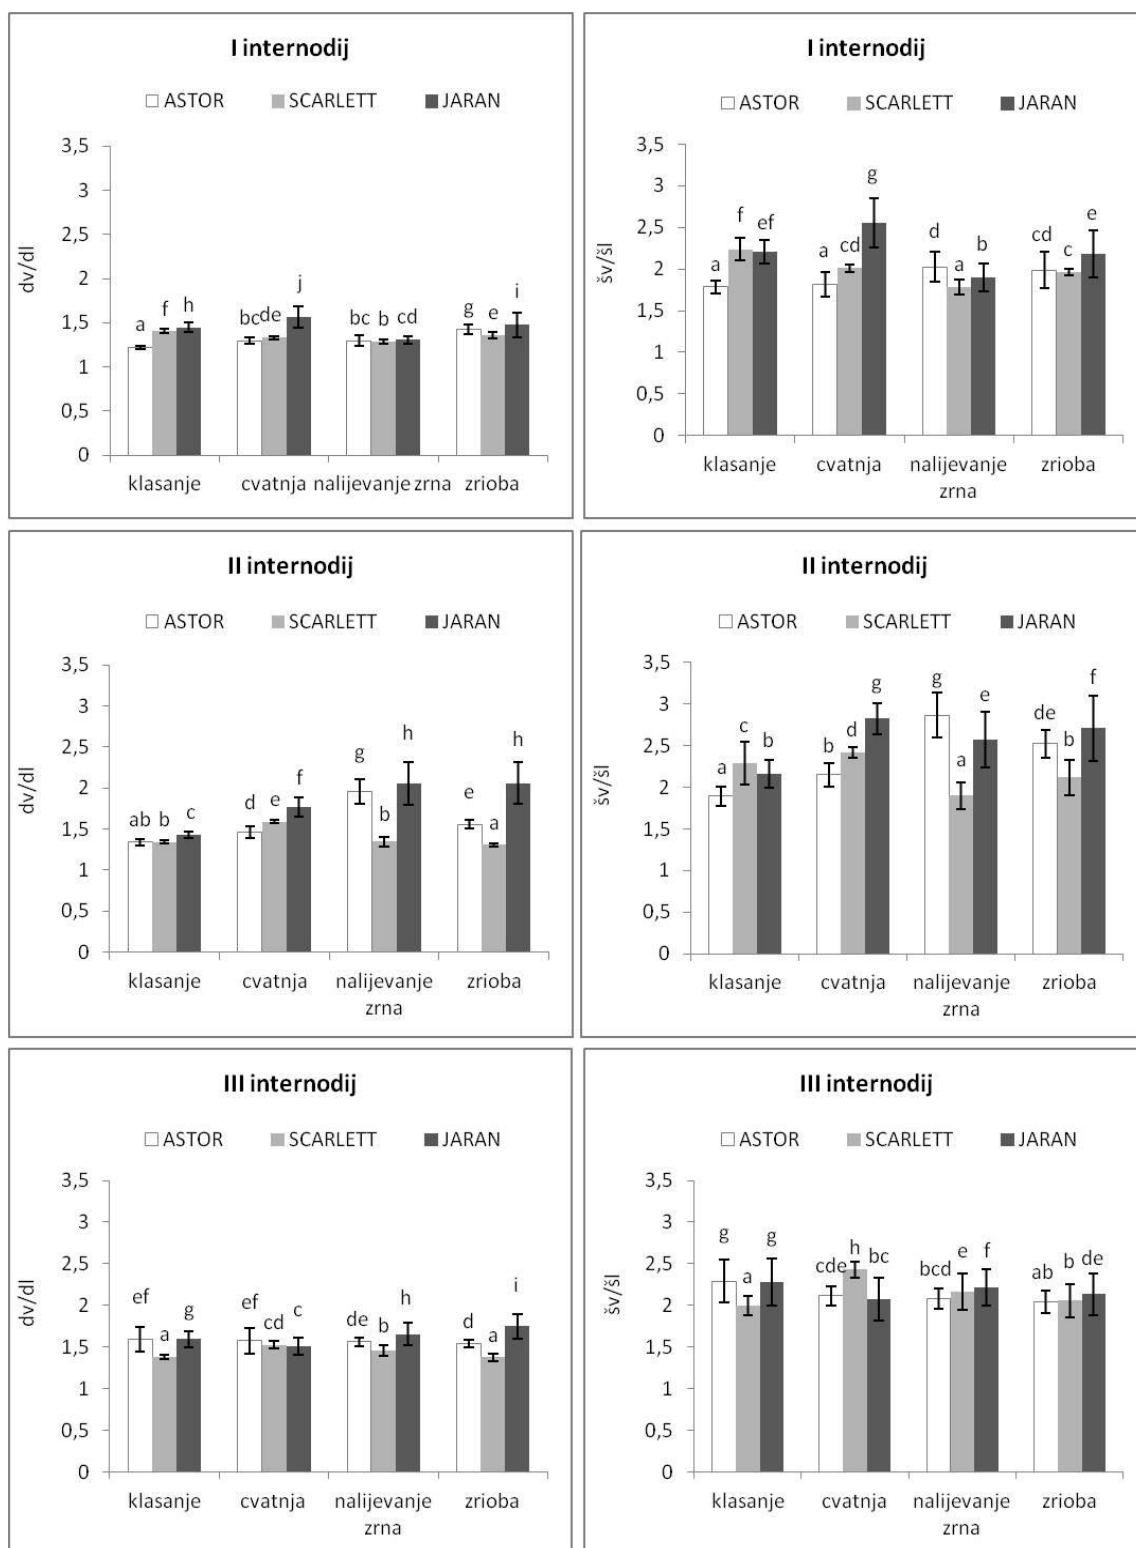 I internodij
ASTOR SCARLETT JARAN
dv/dl
3,5
3
2,5
2
1,5
1
0,5
0
a f h bc de j bc b cd g e i
klasanje cvatnja nalijevanje zrna zrioba
I internodij
ASTOR SCARLETT JARAN
šv/šl
3,5
3
2,5
2
1,5
1
0,5
0
a f ef a cd g d a b cd c e
klasanje cvatnja nalijevanje zrioba
zrna
II internodij
ASTOR SCARLETT JARAN
dv/dl
3,5
3
2,5
2
1,5
1
0,5
0
ab b c d e f g b h e a h
klasanje cvatnja nalijevanje zrioba
zrna
II internodij
ASTOR SCARLETT JARAN
šv/šl
3,5
3
2,5
2
1,5
1
0,5
0
a c b b d g g a e de b f
klasanje cvatnja nalijevanje zrioba
zrna
III internodij
ASTOR SCARLETT JARAN
dv/dl
3,5
3
2,5
2
1,5
1
0,5
0
ef a g ef cd c de b h d a i
klasanje cvatnja nalijevanje zrioba
zrna
III internodij
ASTOR SCARLETT JARAN
šv/šl
3,5
3
2,5
2
1,5
1
0,5
0
g a g cde h bc bcd e f ab b de
klasanje cvatnja nalijevanje zrioba
zrna